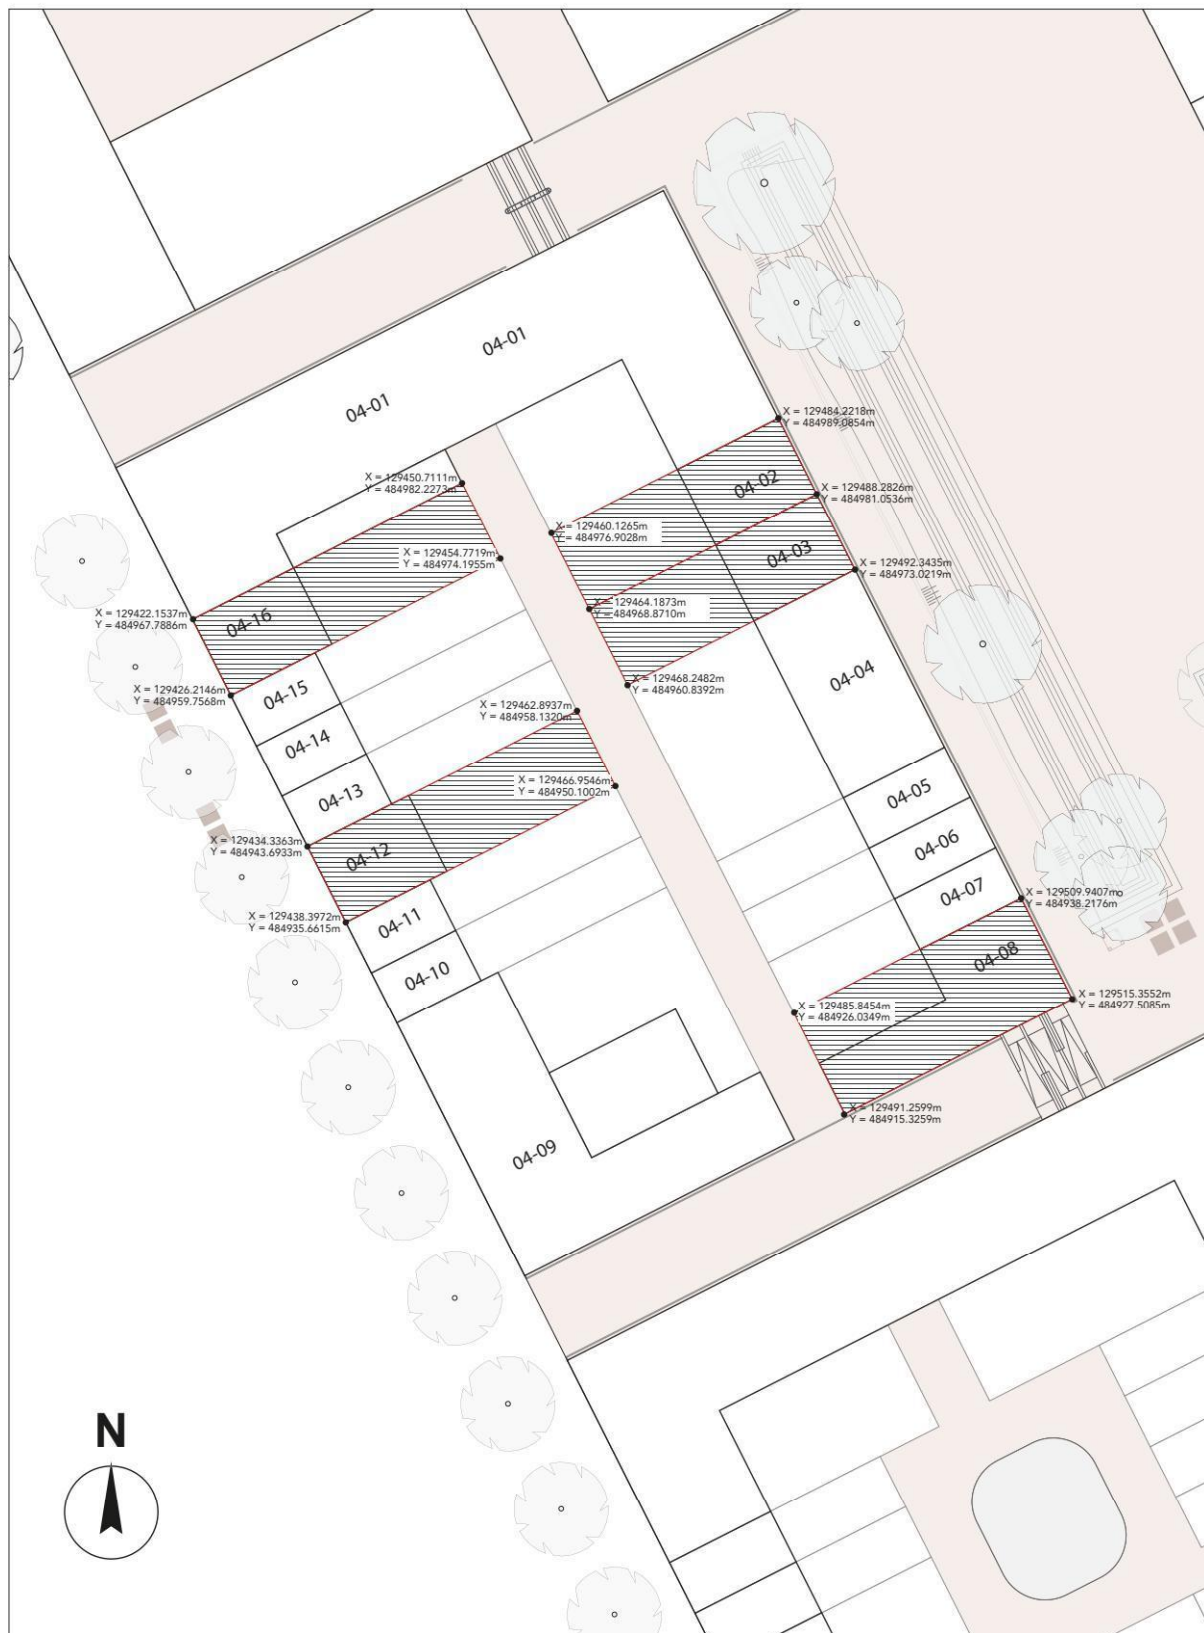 04-01
04-01
X = 129484.2218m
Y = 484989.0854m
X = 129450.7111m
Y = 484982.2273m
04-02
X = 129488.2826m
Y = 484981.0536m
X = 129460.1265m
Y = 484976.9028m
X = 129454.7719m
Y = 484974.1955m
04-03
X = 129492.3435m
Y = 484973.0219m
X = 129464.1873m
Y = 484968.8710m
X = 129422.1537m
Y = 484967.7886m
04-16
X = 129468.2482m
Y = 484960.8392m
04-04
X = 129426.2146m
Y = 484959.7568m
04-15
X = 129462.8937m
Y = 484958.1320m
04-14
X = 129466.9546m
Y = 484950.1002m
04-13
04-05
X = 129434.3363m
Y = 484943.6933m
04-12
04-06
04-07
X = 129509.9407m
Y = 484938.2176m
X = 129438.3972m
Y = 484935.6615m
04-11
04-08
04-10
X = 129515.3552m
Y = 484927.5085m
X = 129485.8454m
Y = 484926.0349m
X = 129491.2599m
Y = 484915.3259m
04-09
N